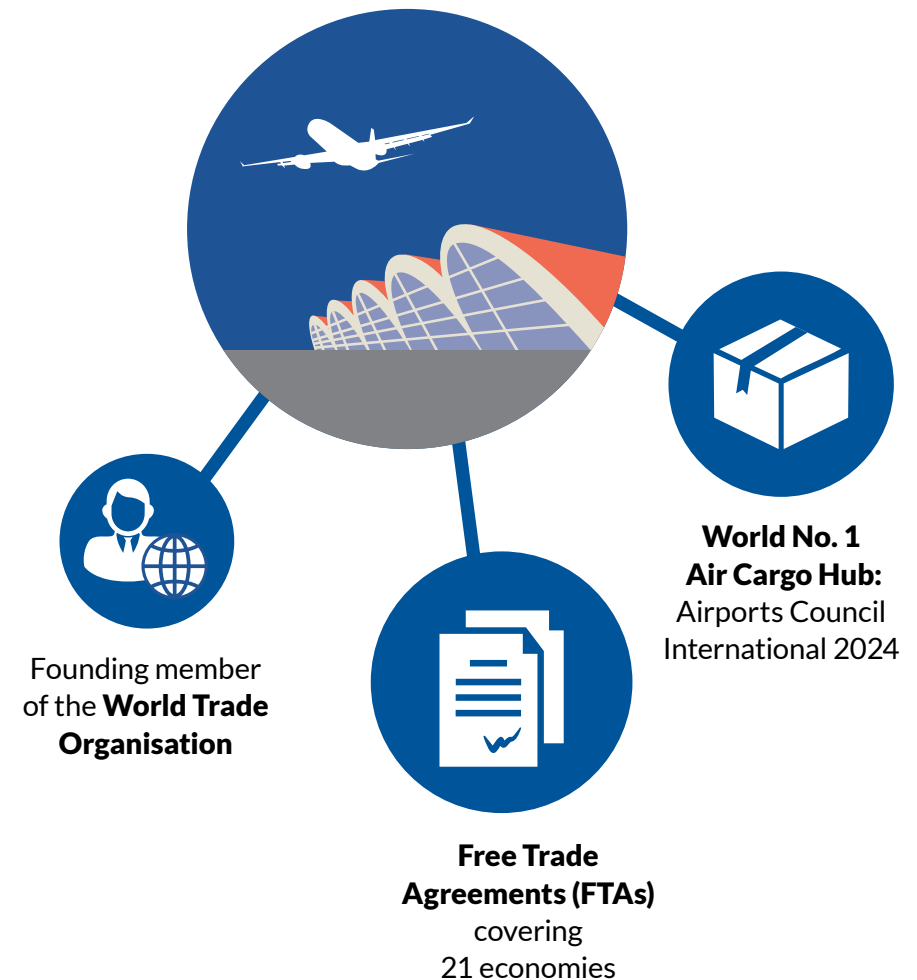 Founding member
of the World Trade
Organisation
Free Trade
Agreements (FTAs)
covering
21 economies
World No. 1
Air Cargo Hub:
Airports Council
International 2024